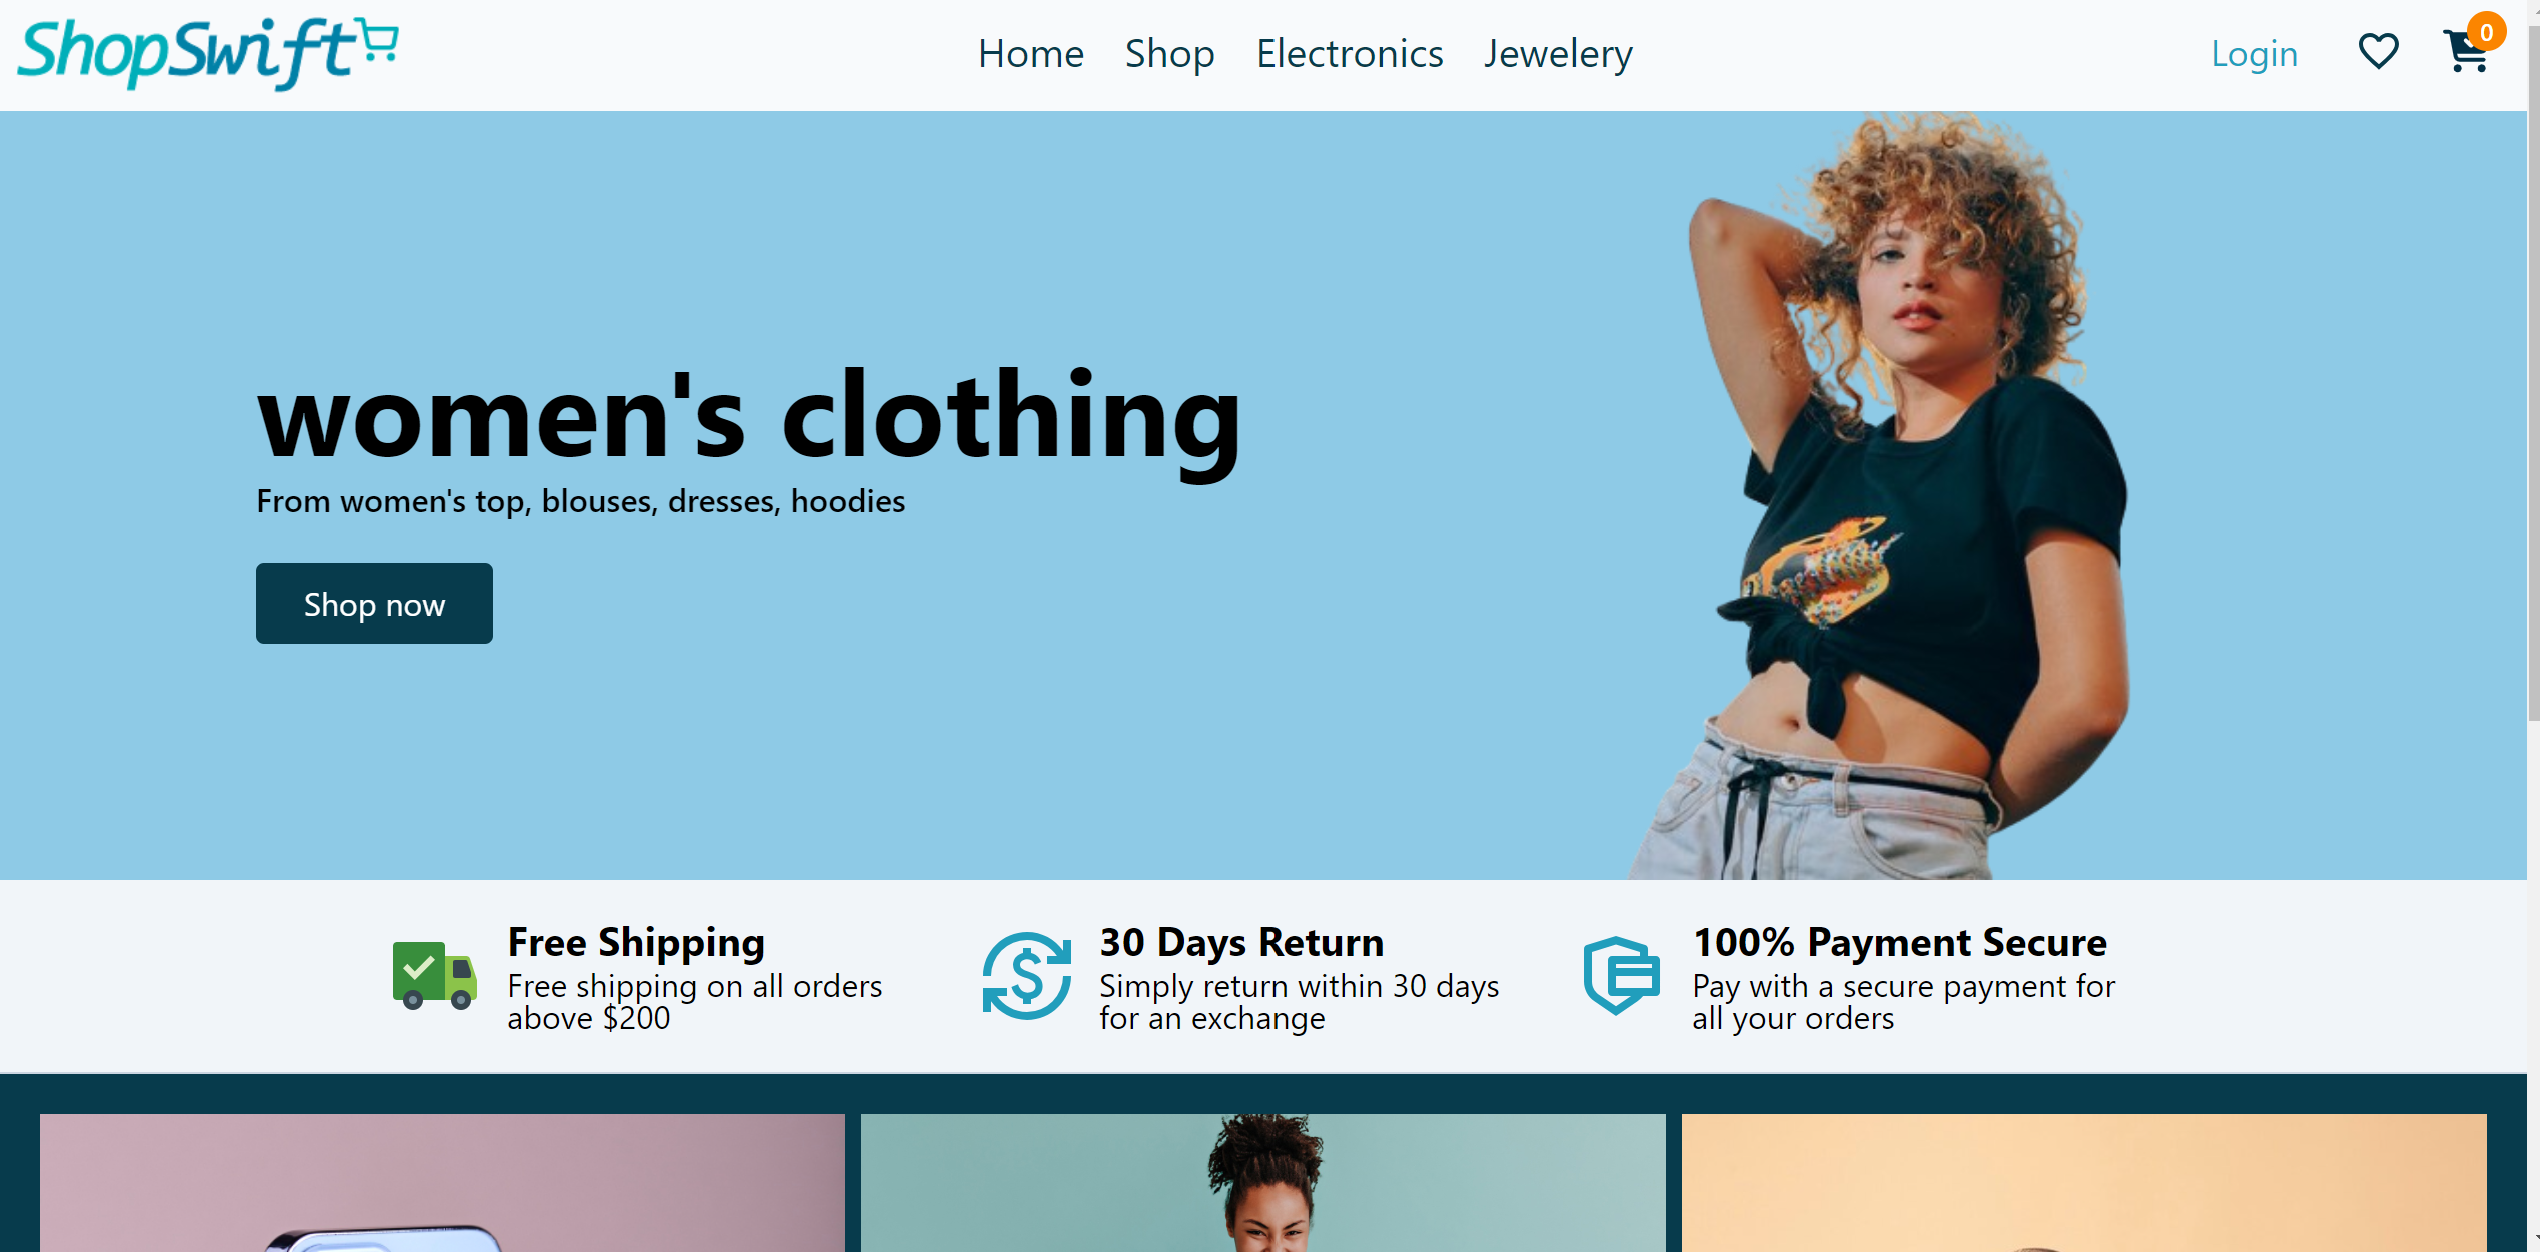 ShopSwift
Home Shop Electronics Jewelery
Login
0
women's clothing
From women's top, blouses, dresses, hoodies
Shop now
Free Shipping
Free shipping on all orders
above $200
30 Days Return
Simply return within 30 days
for an exchange
100% Payment Secure
Pay with a secure payment for
all your orders